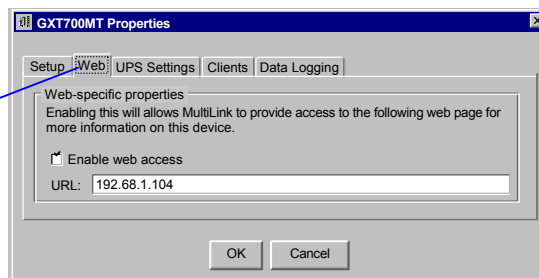 GXT700MT Properties
Setup Web UPS Settings Clients Data Logging
Web-specific properties
Enabling this will allows MultiLink to provide access to the following web page for
more information on this device.
Enable web access
URL: 192.68.1.104
OK Cancel